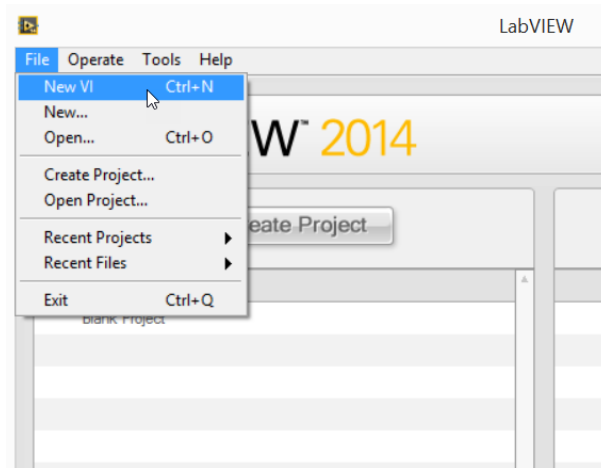 LabVIEW
File Operate Tools Help
New VI Ctrl+N
New...
Open... Ctrl+O
W™ 2014
Create Project...
Open Project...
eate Project
Recent Projects
Recent Files
Exit Ctrl+Q
Blank Project